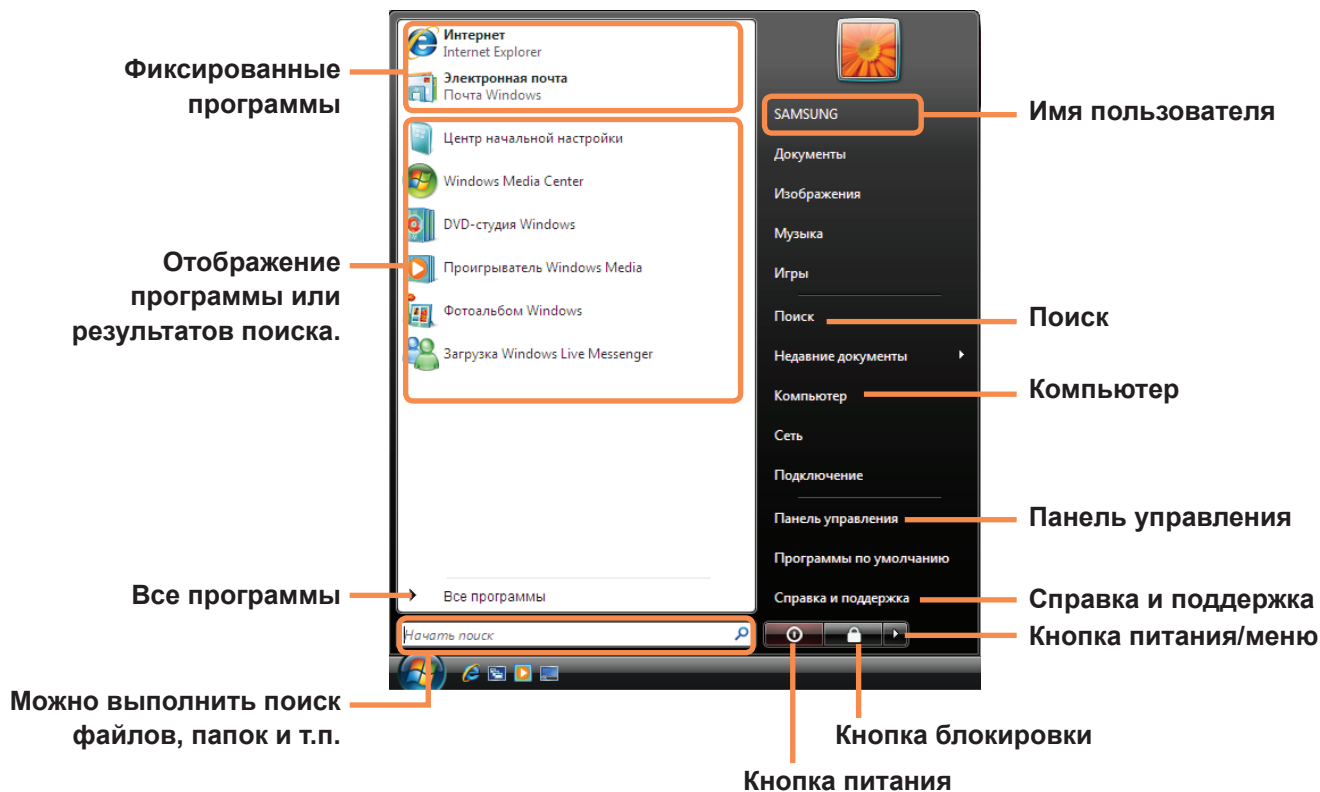 Фиксированные
программы
Отображение
программы или
результатов поиска.
Все программы
Можно выполнить поиск
файлов, папок и т.п.
Интернет
Internet Explorer
Электронная почта
Почта Windows
Центр начальной настройки
Windows Media Center
DVD-студия Windows
Проигрыватель Windows Media
Фотоальбом Windows
Загрузка Windows Live Messenger
Все программы
Начать поиск
SAMSUNG
Документы
Изображения
Музыка
Игры
Поиск
Недавние документы
Компьютер
Сеть
Подключение
Панель управления
Программы по умолчанию
Справка и поддержка
Имя пользователя
Поиск
Компьютер
Панель управления
Справка и поддержка
Кнопка питания/меню
Кнопка блокировки
Кнопка питания